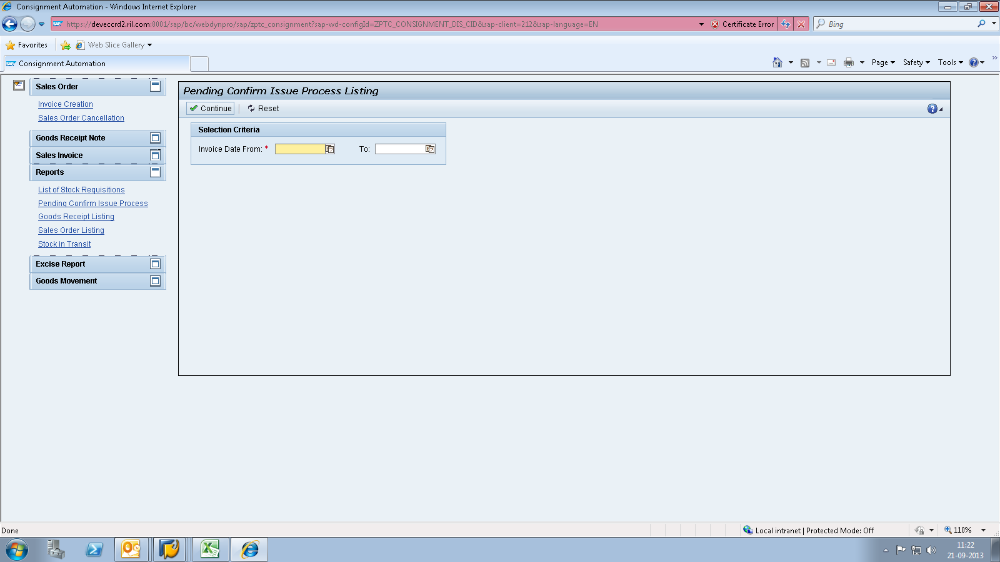 Consignment Automation - Windows Internet Explorer
https://deveccrd2.ril.com:8001/sap/bc/webdynpro/sap/zptc_consignment?sap-wd-configId=ZPTC_CONSIGNMENT_DIS_CID&sap-client=212&sap-language=EN
Certificate Error
Bing
Favorites
Web Slice Gallery
SAP Consignment Automation
Page
Safety
Tools
Sales Order
Invoice Creation
Sales Order Cancellation
Goods Receipt Note
Sales Invoice
Reports
List of Stock Requisitions
Pending Confirm Issue Process
Goods Receipt Listing
Sales Order Listing
Stock in Transit
Excise Report
Goods Movement
Pending Confirm Issue Process Listing
Continue
Reset
Selection Criteria
Invoice Date From: *
To:
Done
Local intranet | Protected Mode: Off
110%
11:22
21-09-2013